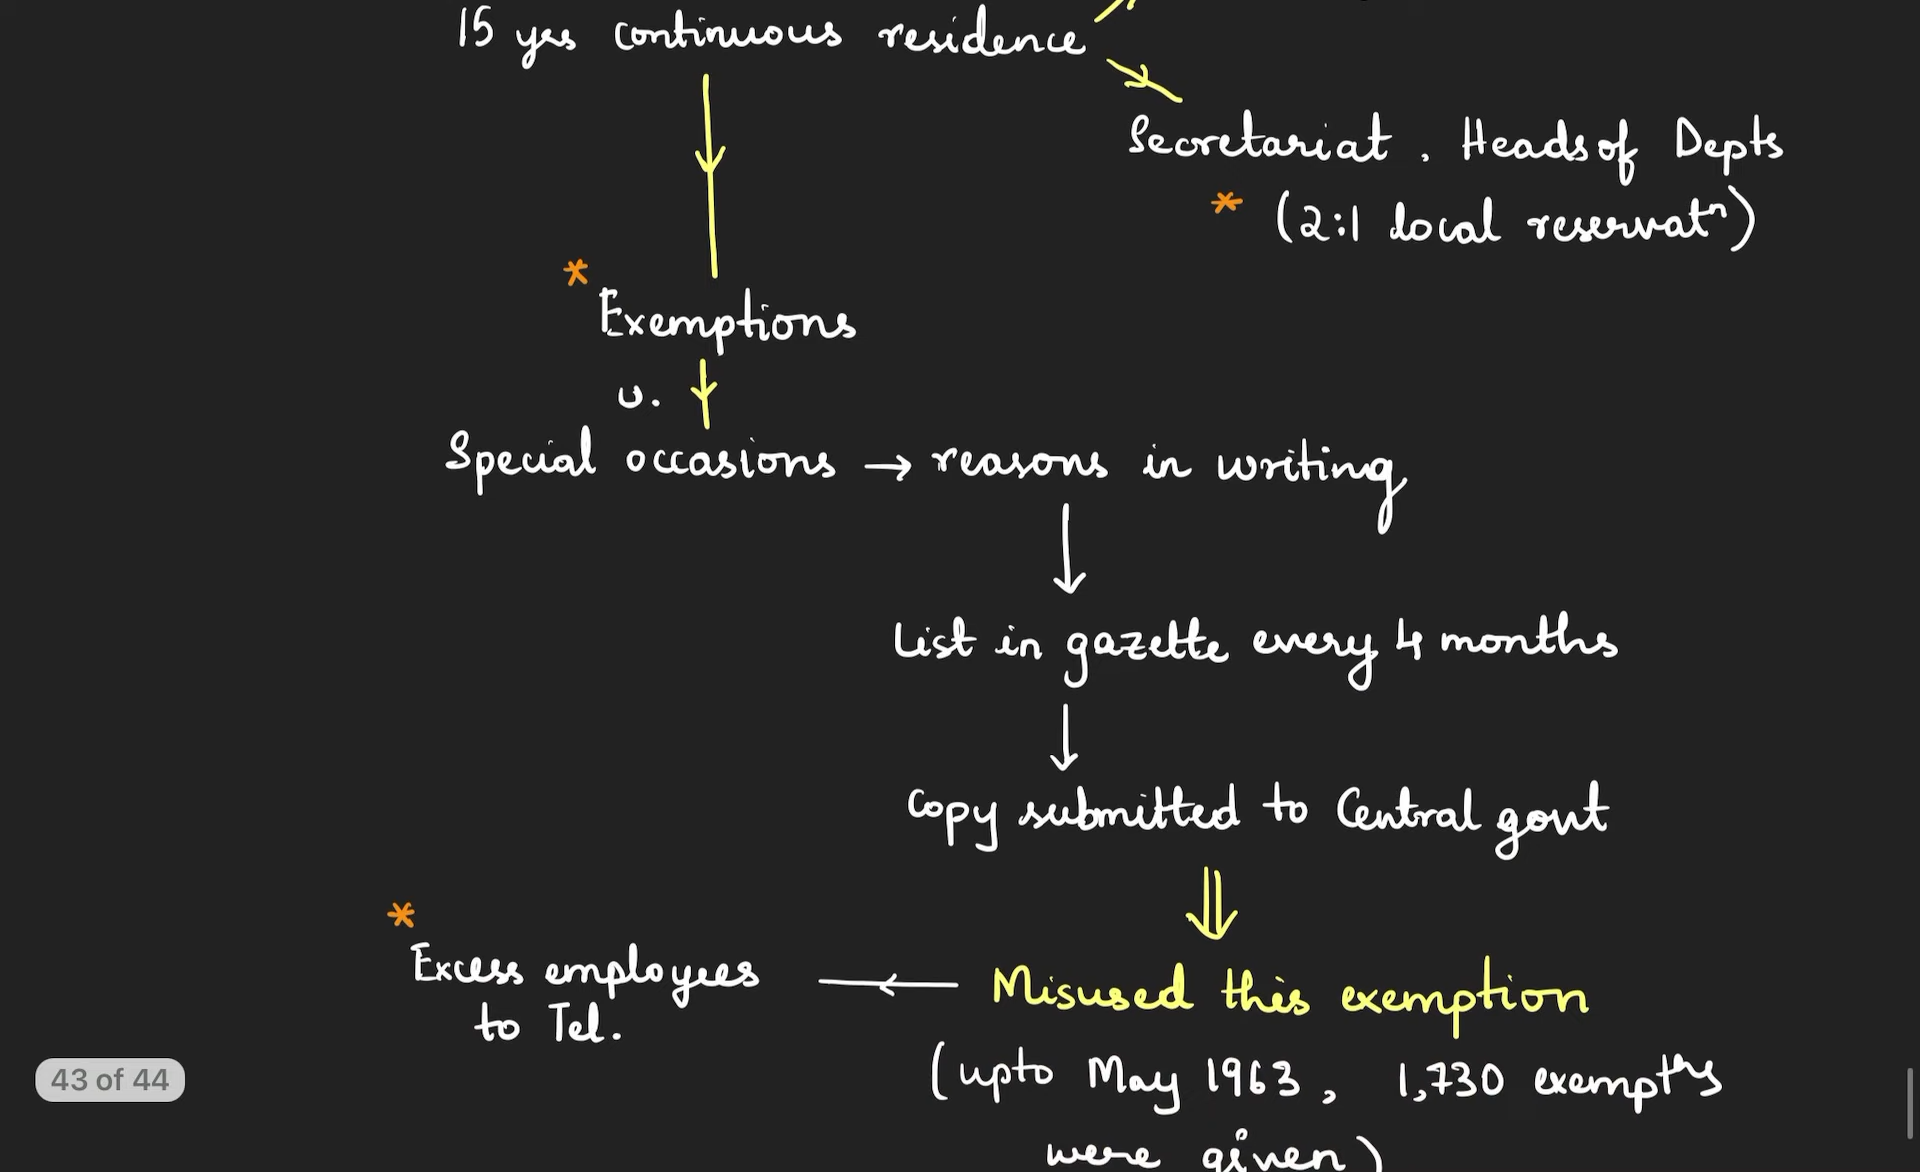 15 yrs continuous residence
Secretariat, Heads of Depts
* (2:1 local reservatⁿ)
*
Exemptions
U.
Special occasions → reasons in writing
List in gazette every 4 months
Copy submitted to Central govt
*
Excess employees
to Tel.
Misused this exemption
(upto May 1963, 1,730 exemptⁿs
were given)
43 of 44